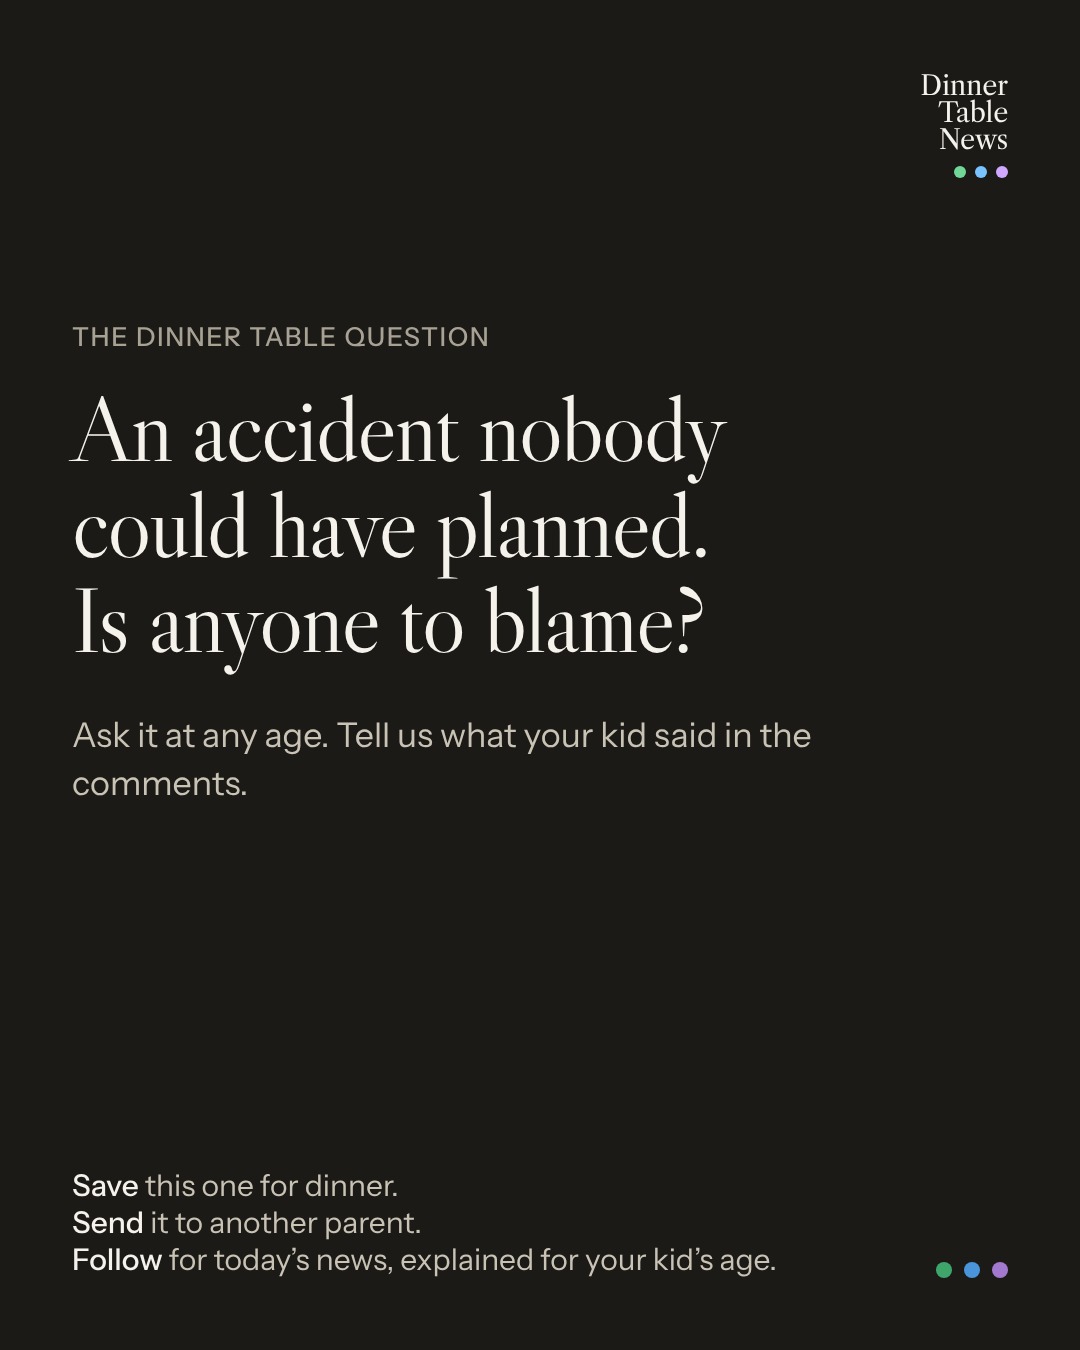 Dinner
Table
News
THE DINNER TABLE QUESTION
An accident nobody
could have planned.
Is anyone to blame?
Ask it at any age. Tell us what your kid said in the
comments.
Save this one for dinner.
Send it to another parent.
Follow for today’s news, explained for your kid’s age.